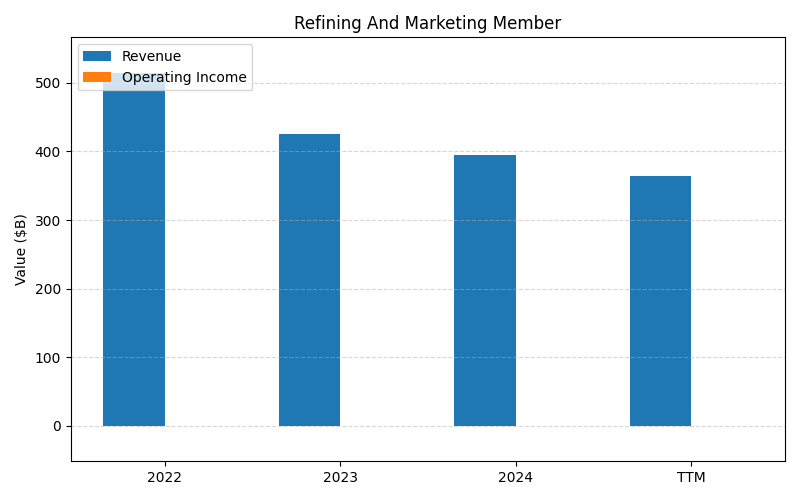 Refining And Marketing Member
Revenue
Operating Income
Value ($B)
500
400
300
200
100
0
2022 2023 2024 TTM